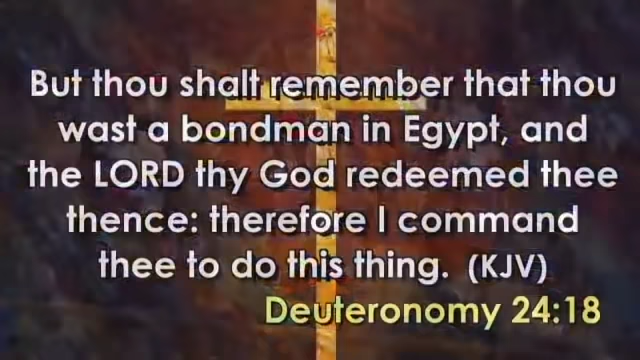 But thou shalt remember that thou
wast a bondman in Egypt, and
the LORD thy God redeemed thee
thence: therefore I command
thee to do this thing. (KJV)
Deuteronomy 24:18